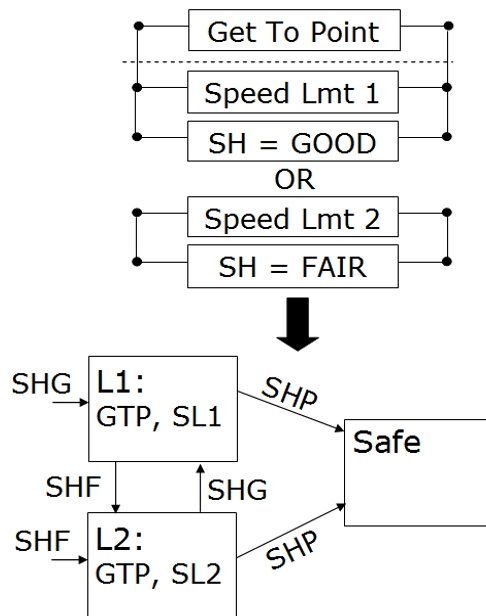 Get To Point
Speed Lmt 1
SH = GOOD
OR
Speed Lmt 2
SH = FAIR
SHG
L1:
GTP, SL1
SHP
Safe
SHF
SHG
SHF
L2:
GTP, SL2
SHP